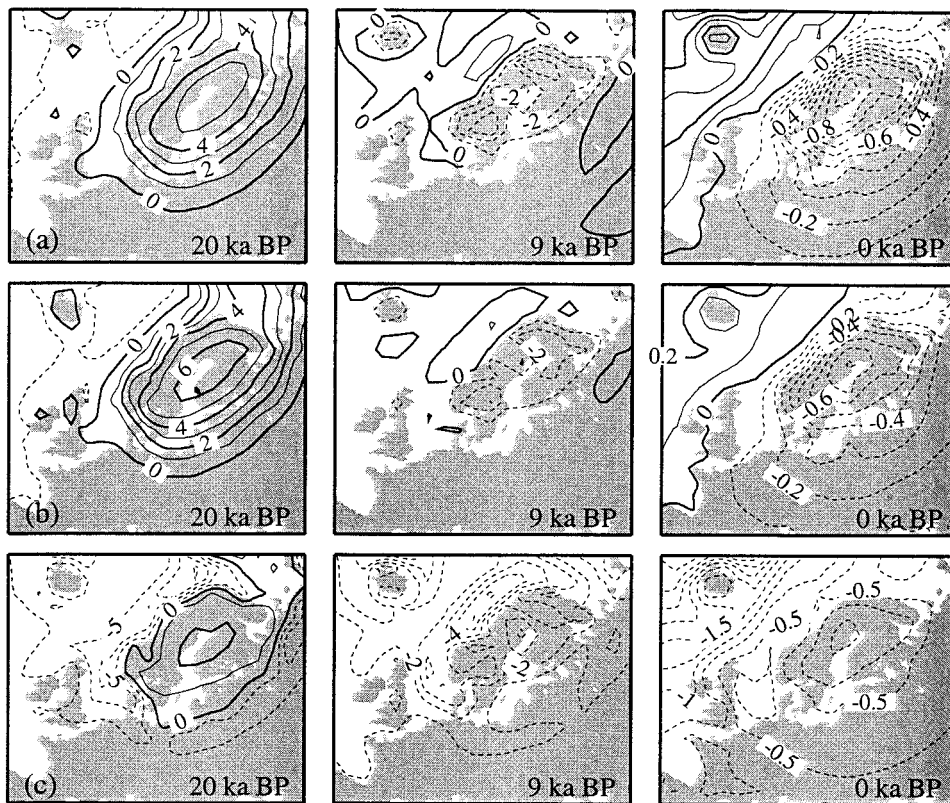 0 2 4 4 2 0
(a) 20 ka BP
0 0 0 -2 -2 0
9 ka BP
0.2 0 -0.4 -0.8 -0.6 -0.4 -0.2
0 ka BP
0 2 4 6 4 2 0
(b) 20 ka BP
-2 0
9 ka BP
-0.2 -0.4 0.2 0 -0.6 -0.4 -0.2
0 ka BP
-5 0 -5 0
(c) 20 ka BP
-4 -2 -2
9 ka BP
-0.5 -1.5 -0.5 -1 -0.5 -0.5
0 ka BP